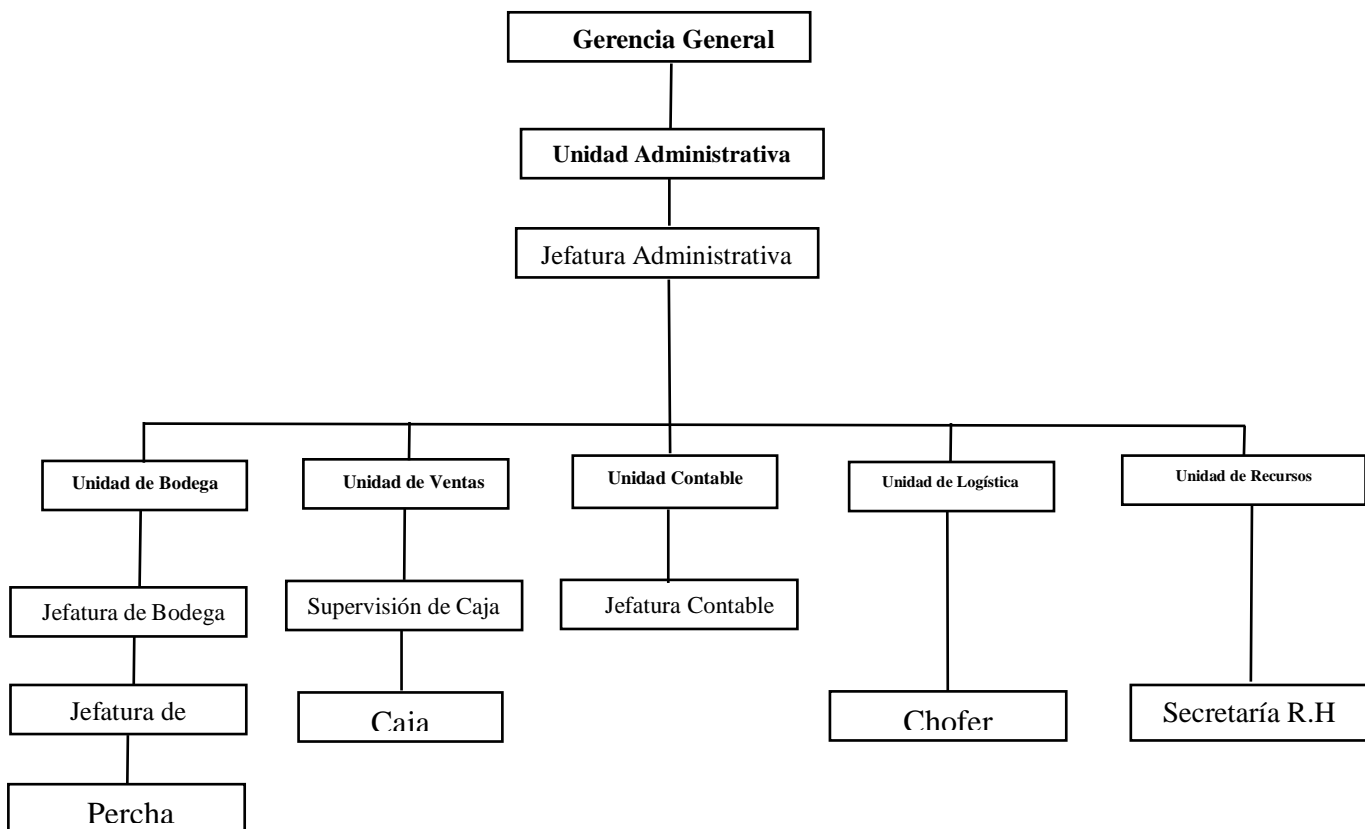 Gerencia General
Unidad Administrativa
Jefatura Administrativa
Unidad de Bodega
Unidad de Ventas
Unidad Contable
Unidad de Logística
Unidad de Recursos
Jefatura de Bodega
Supervisión de Caja
Jefatura Contable
Jefatura de
Caja
Chofer
Secretaría R.H
Percha